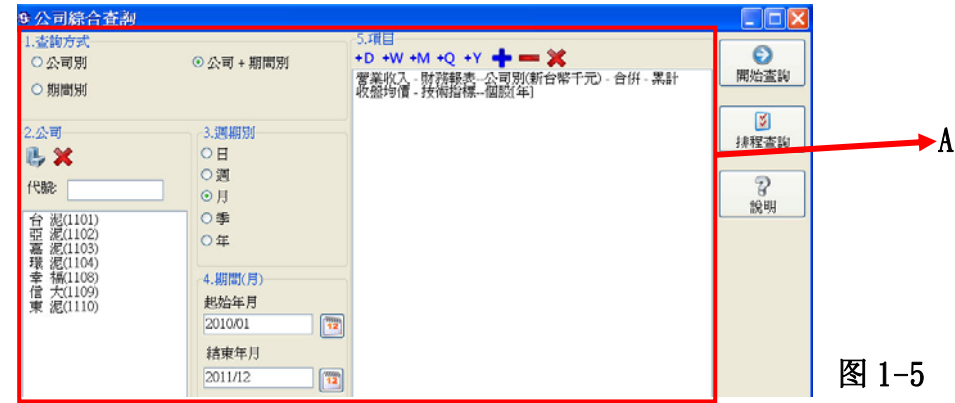 公司綜合查詢
1.查詢方式
公司別
公司 + 期間別
期間別
2.公司
代號:
台 泥(1101)
亞 泥(1102)
嘉 泥(1103)
環 泥(1104)
幸 福(1108)
信 大(1109)
東 泥(1110)
3.週期別
日
週
月
季
年
4.期間(月)
起始年月
2010/01
12
結束年月
2011/12
12
5.項目
+D +W +M +Q +Y
營業收入 - 財務報表--公司別(新台幣千元) - 合併 - 累計
收盤均價 - 技術指標--個股[年]
開始查詢
排程查詢
說明
A
图 1-5